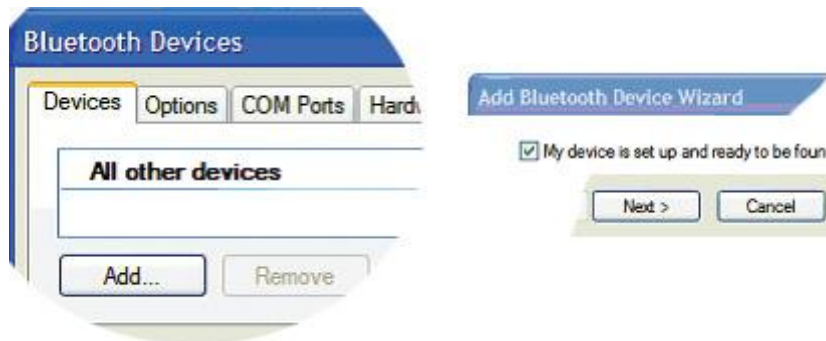 Bluetooth Devices
Devices Options COM Ports Hardw
All other devices
Add... Remove
Add Bluetooth Device Wizard
My device is set up and ready to be foun
Next > Cancel